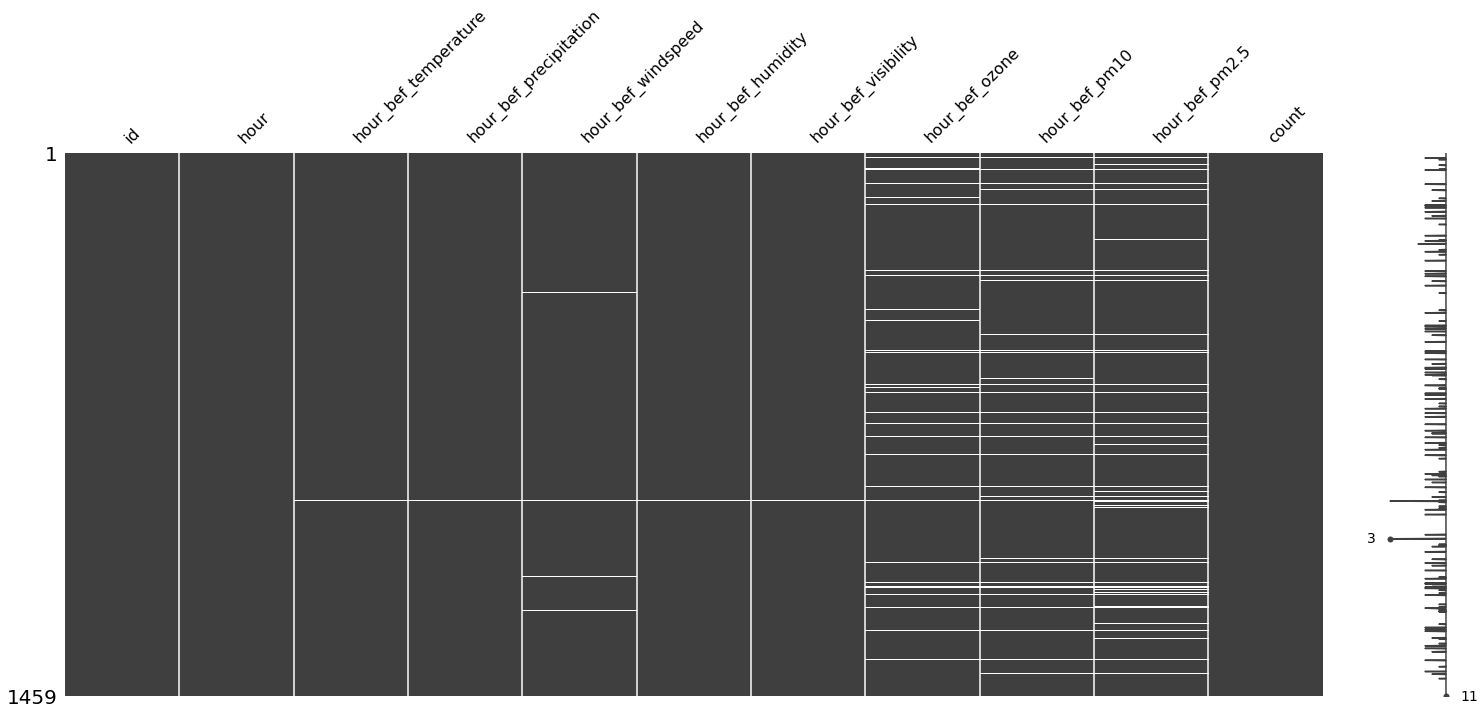 id
hour
hour_bef_temperature
hour_bef_precipitation
hour_bef_windspeed
hour_bef_humidity
hour_bef_visibility
hour_bef_ozone
hour_bef_pm10
hour_bef_pm2.5
count
1
3
1459
11